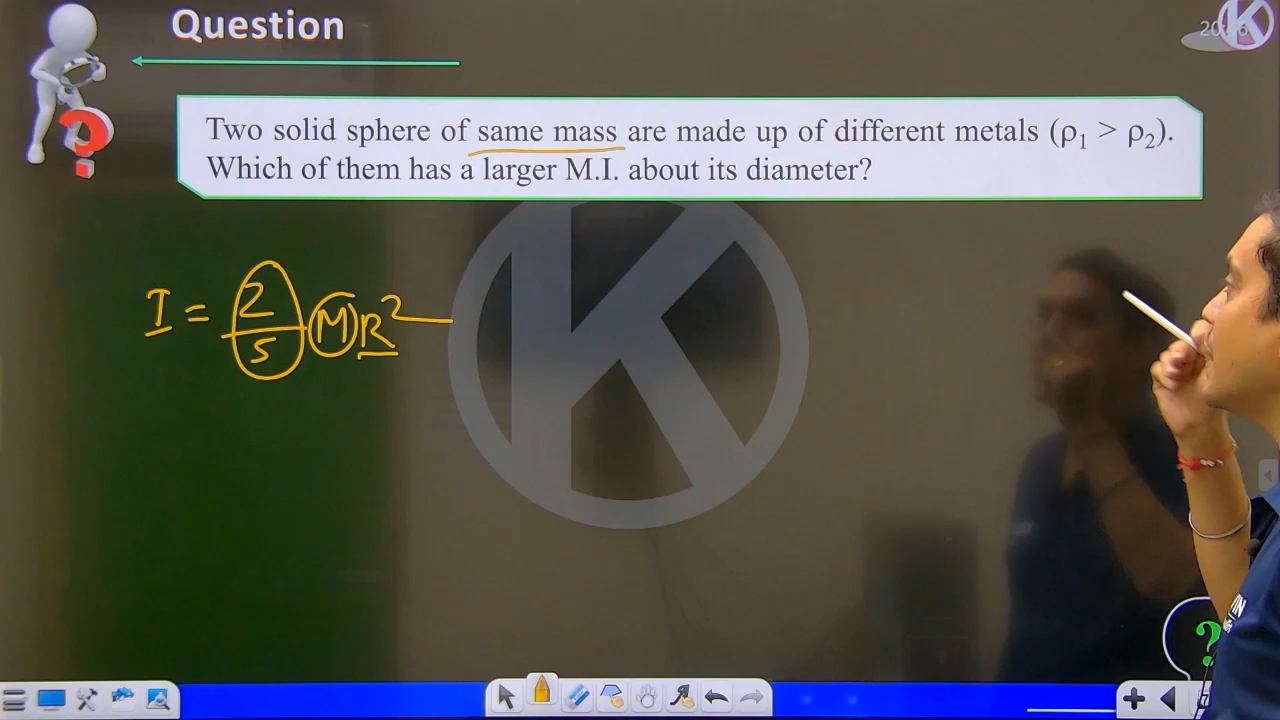 Question
Two solid sphere of same mass are made up of different metals (ρ₁ > ρ₂).
Which of them has a larger M.I. about its diameter?
I = 2/5 MR²